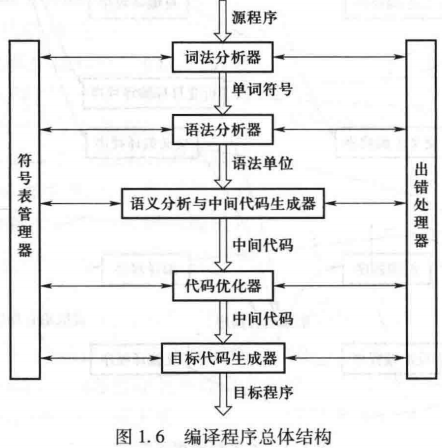 源程序
词法分析器
单词符号
语法分析器
语法单位
语义分析与中间代码生成器
中间代码
代码优化器
中间代码
目标代码生成器
目标程序
符号表管理器
出错处理器
图 1.6 编译程序总体结构